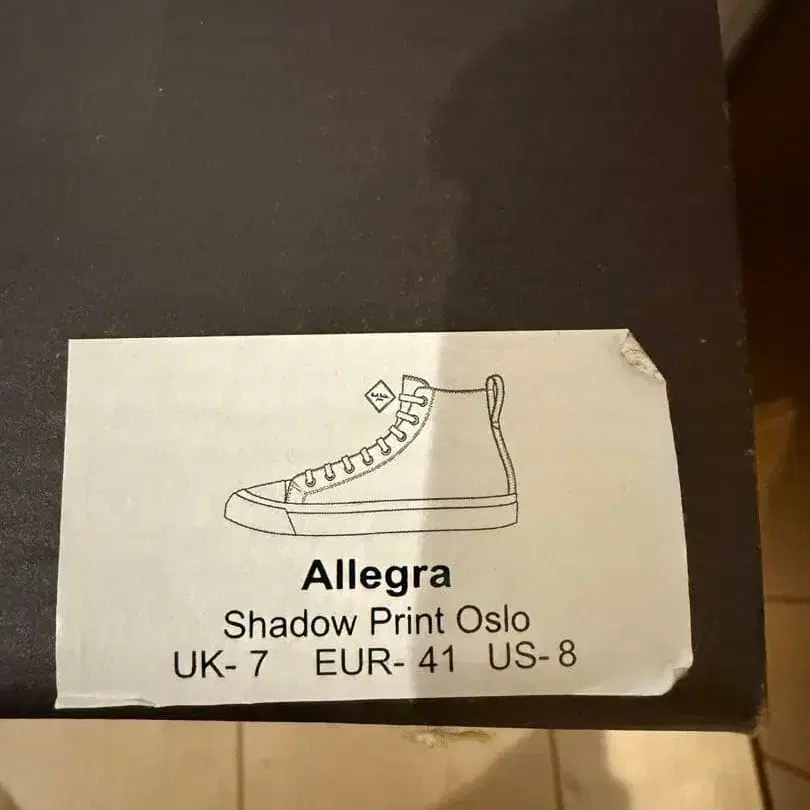 Allegra
Shadow Print Oslo
UK- 7 EUR- 41 US- 8